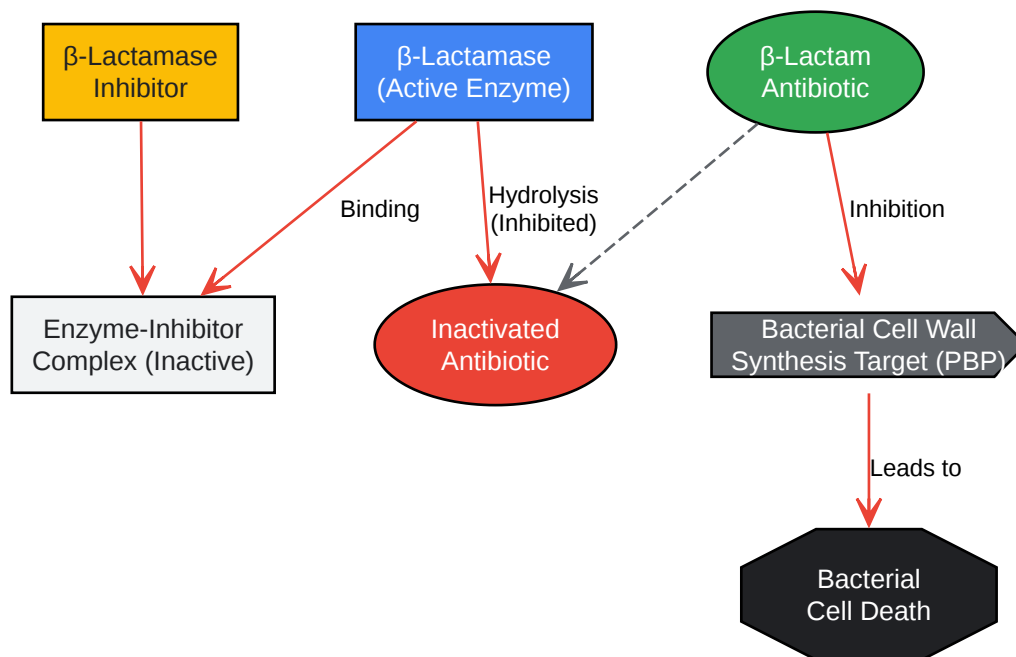 β-Lactamase
Inhibitor
β-Lactamase
(Active Enzyme)
β-Lactam
Antibiotic
Binding
Hydrolysis
(Inhibited)
Inhibition
Enzyme-Inhibitor
Complex (Inactive)
Inactivated
Antibiotic
Bacterial Cell Wall
Synthesis Target (PBP)
Leads to
Bacterial
Cell Death